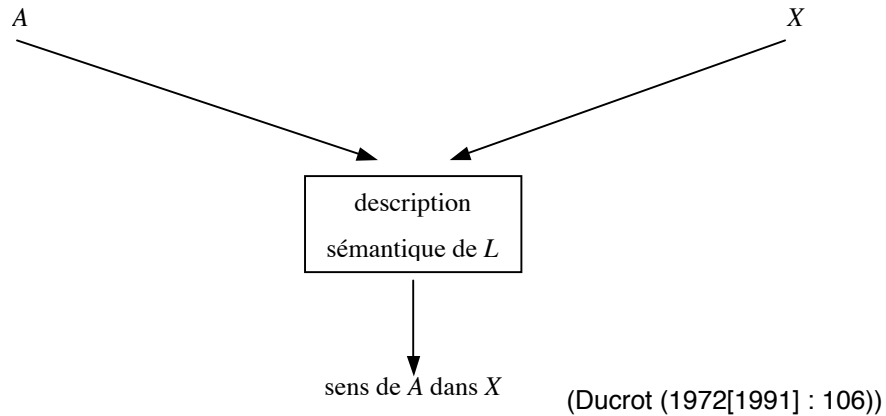 A X
description
sémantique de L
sens de A dans X
(Ducrot (1972[1991] : 106))